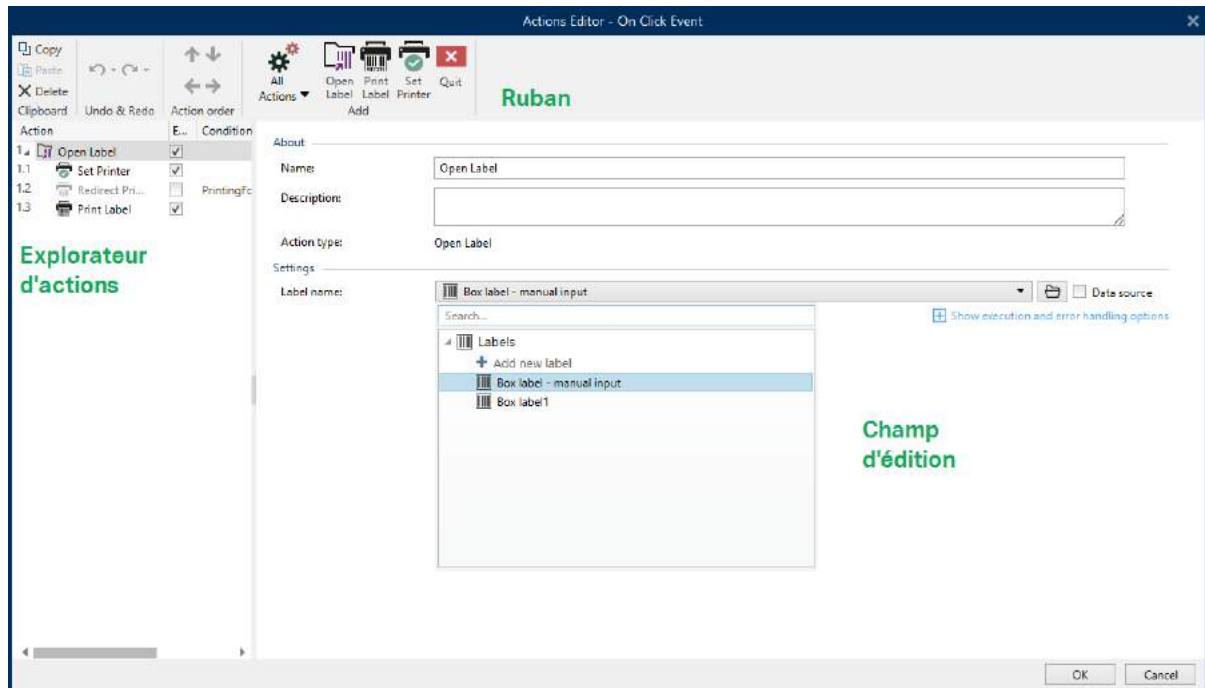 Actions Editor - On Click Event
Copy
Paste
Delete
Clipboard
Undo & Redo
Action order
All Actions
Open Label
Print Label
Set Printer
Quit
Add
Ruban
Action E... Condition
1 Open Label
1.1 Set Printer
1.2 Redirect Pri... PrintingFc
1.3 Print Label
Explorateur
d'actions
About
Name: Open Label
Description:
Action type: Open Label
Settings
Label name: Box label - manual input Data source
Search...
Show execution and error handling options
Labels
Add new label
Box label - manual input
Box label1
Champ
d'édition
OK Cancel